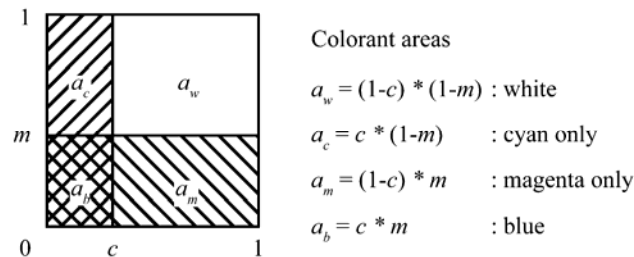 1
a_c
a_w
m
a_b
a_m
0
c
1
Colorant areas
a_w = (1-c) * (1-m) : white
a_c = c * (1-m) : cyan only
a_m = (1-c) * m : magenta only
a_b = c * m : blue